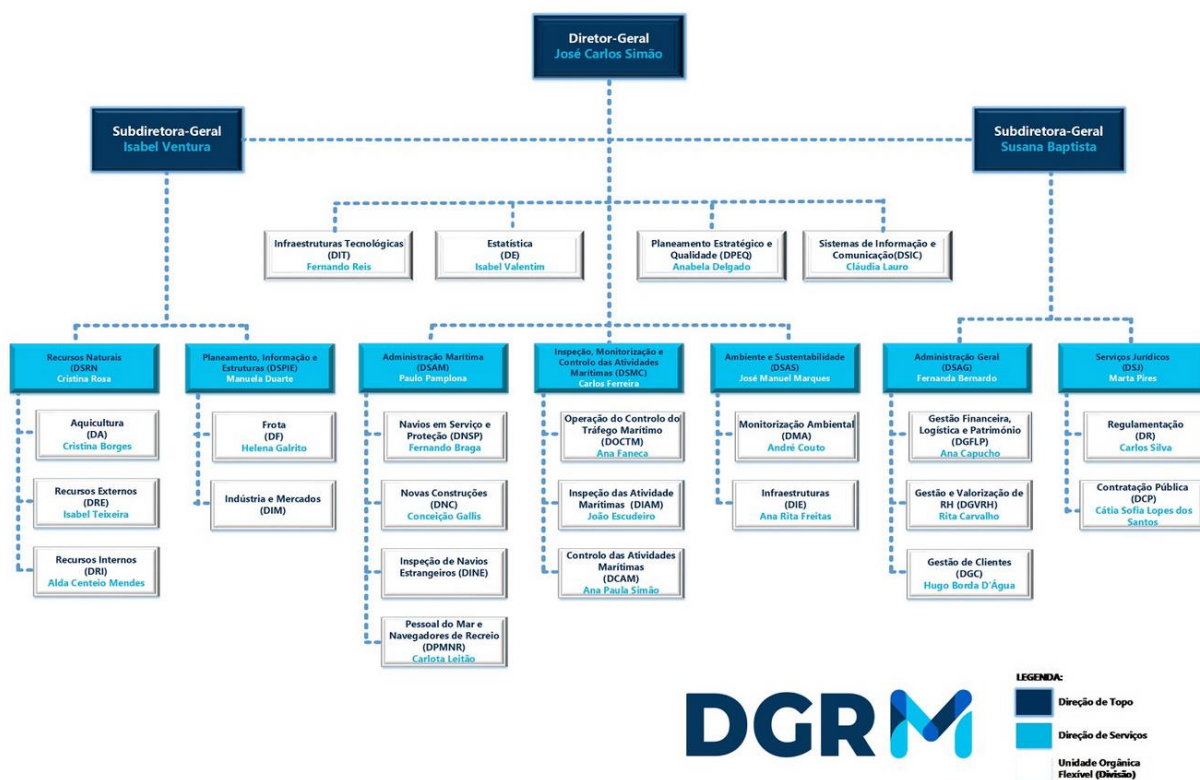 Diretor-Geral
José Carlos Simão
Subdiretora-Geral
Isabel Ventura
Subdiretora-Geral
Susana Baptista
Infraestruturas Tecnológicas
(DIT)
Fernando Reis
Estatística
(DE)
Isabel Valentim
Planeamento Estratégico e
Qualidade (DPEQ)
Anabela Delgado
Sistemas de Informação e
Comunicação(DSIC)
Cláudia Lauro
Recursos Naturais
(DSRN)
Cristina Rosa
Planeamento, Informação e
Estruturas (DSPIE)
Manuela Duarte
Administração Marítima
(DSAM)
Paulo Pamplona
Inspeção, Monitorização e
Controlo das Atividades
Marítimas (DSMC)
Carlos Ferreira
Ambiente e Sustentabilidade
(DSAS)
José Manuel Marques
Administração Geral
(DSAG)
Fernanda Bernardo
Serviços Jurídicos
(DSJ)
Marta Pires
Aquicultura
(DA)
Cristina Borges
Recursos Externos
(DRE)
Isabel Teixeira
Recursos Internos
(DRI)
Alda Centeio Mendes
Frota
(DF)
Helena Galrito
Indústria e Mercados
(DIM)
Navios em Serviço e
Proteção (DNSP)
Fernando Braga
Novas Construções
(DNC)
Conceição Gallis
Inspeção de Navios
Estrangeiros (DINE)
Pessoal do Mar e
Navegadores de Recreio
(DPMNR)
Carlota Leitão
Operação do Controlo do
Tráfego Marítimo
(DOCTM)
Ana Faneca
Inspeção das Atividade
Marítimas (DIAM)
João Escudeiro
Controlo das Atividades
Marítimas
(DCAM)
Ana Paula Simão
Monitorização Ambiental
(DMA)
André Couto
Infraestruturas
(DIE)
Ana Rita Freitas
Gestão Financeira,
Logística e Património
(DGFLP)
Ana Capucho
Gestão e Valorização de
RH (DGVRH)
Rita Carvalho
Gestão de Clientes
(DGC)
Hugo Borda D'Água
Regulamentação
(DR)
Carlos Silva
Contratação Pública
(DCP)
Cátia Sofia Lopes dos
Santos
DGRM
LEGENDA:
Direção de Topo
Direção de Serviços
Unidade Orgânica
Flexível (Divisão)